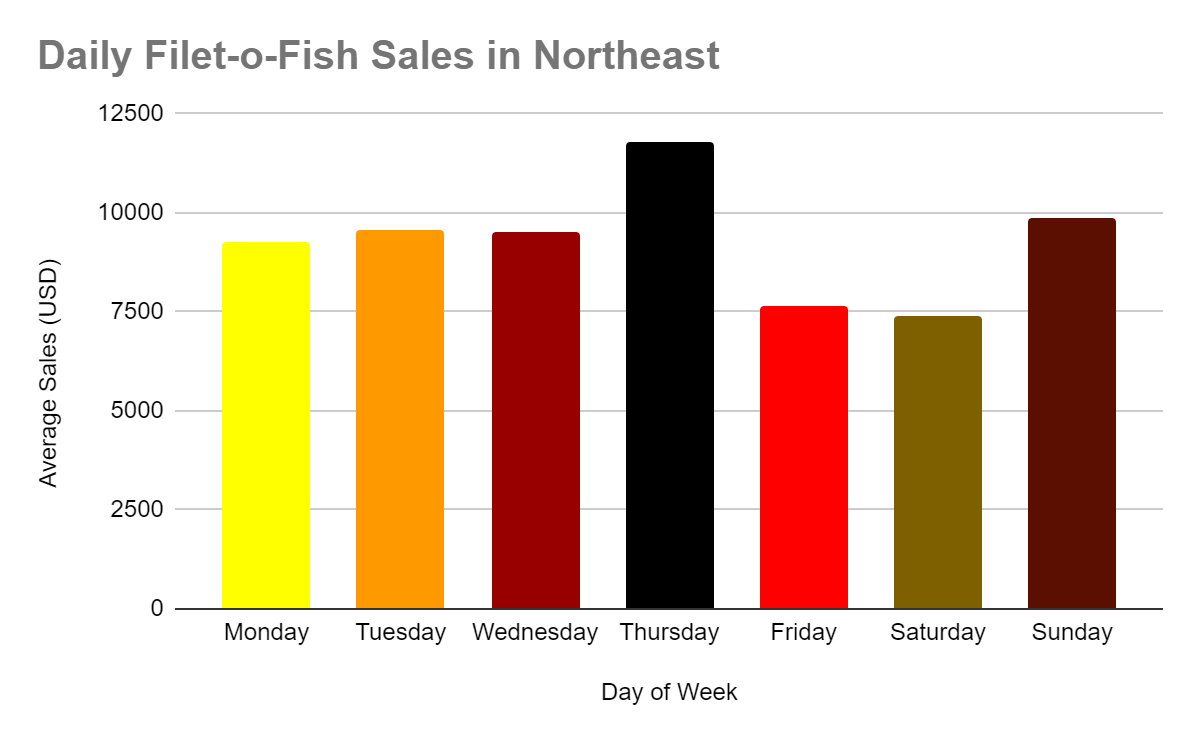 Daily Filet-o-Fish Sales in Northeast
12500
10000
7500
5000
2500
0
Average Sales (USD)
Monday Tuesday Wednesday Thursday Friday Saturday Sunday
Day of Week